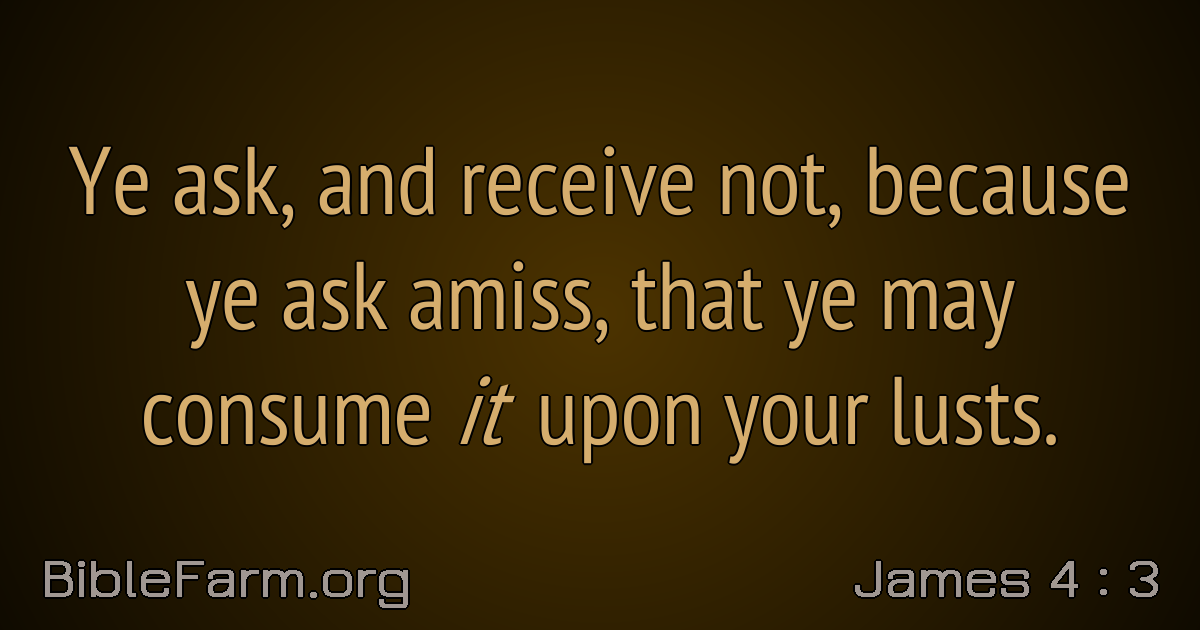 Ye ask, and receive not, because
ye ask amiss, that ye may
consume it upon your lusts.
BibleFarm.org
James 4 : 3